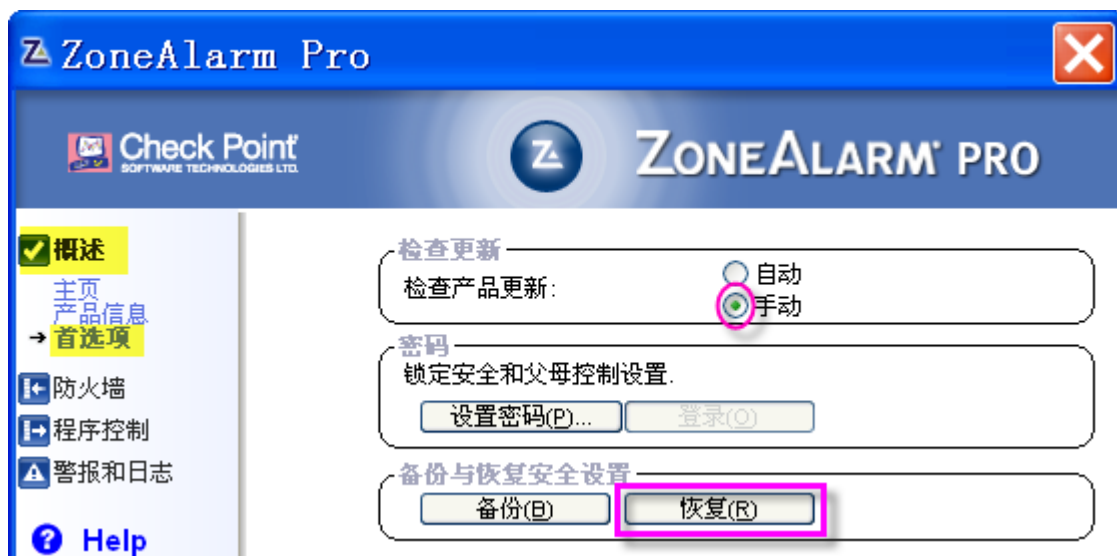 ZoneAlarm Pro
Check Point
SOFTWARE TECHNOLOGIES LTD.
ZONEALARM PRO
概述
主页
产品信息
首选项
防火墙
程序控制
警报和日志
Help
检查更新
检查产品更新:
自动
手动
密码
锁定安全和父母控制设置.
设置密码(P)... 登录(O)
备份与恢复安全设置
备份(B) 恢复(R)